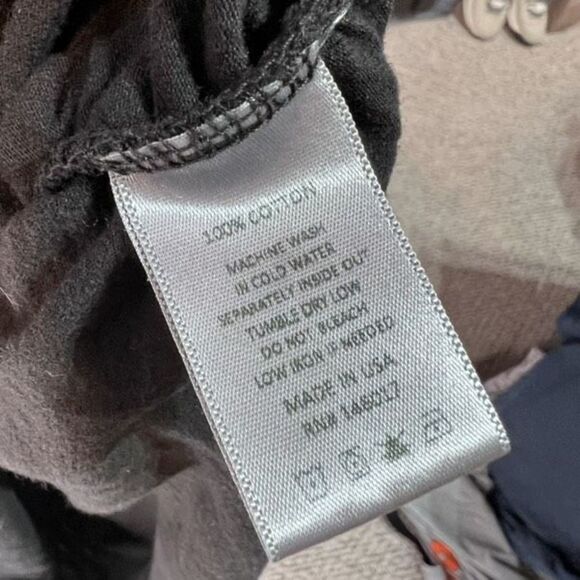 100% COTTON
MACHINE WASH
IN COLD WATER
SEPARATELY INSIDE OUT
TUMBLE DRY LOW
DO NOT BLEACH
LOW IRON IF NEEDED
MADE IN USA
RN# 148017